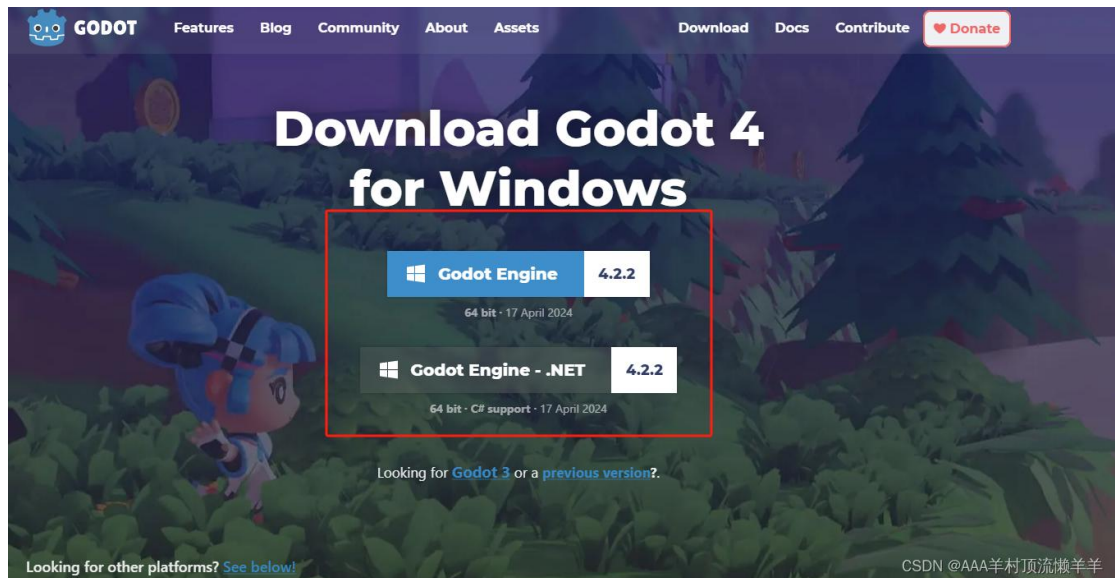 GODOT Features Blog Community About Assets Download Docs Contribute Donate
Download Godot 4
for Windows
Godot Engine 4.2.2
64 bit · 17 April 2024
Godot Engine - .NET 4.2.2
64 bit · C# support · 17 April 2024
Looking for Godot 3 or a previous version?.
Looking for other platforms? See below!
CSDN @AAA羊村顶流懒羊羊